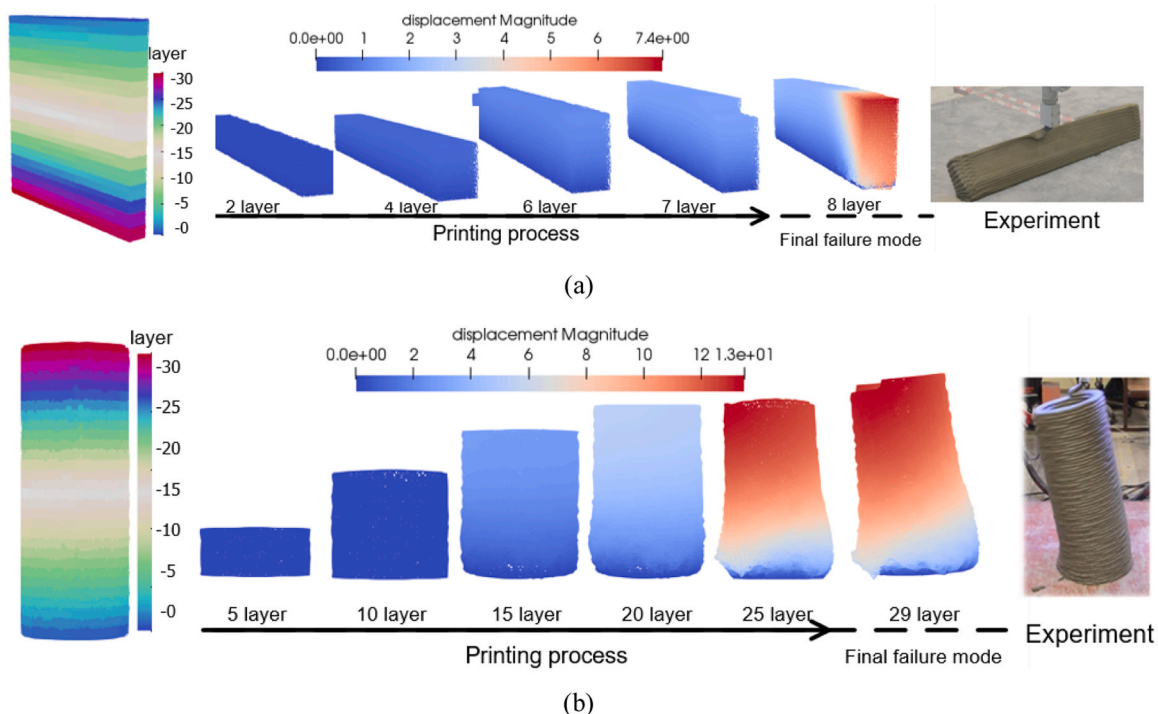 displacement Magnitude
0.0e+00 1 2 3 4 5 6 7.4e+00
layer
-30
-25
-20
-15
-10
-5
-0
2 layer 4 layer 6 layer 7 layer 8 layer
Printing process
Final failure mode
Experiment
(a)
displacement Magnitude
0.0e+00 2 4 6 8 10 12 1.3e+01
layer
-30
-25
-20
-15
-10
-5
-0
5 layer 10 layer 15 layer 20 layer 25 layer 29 layer
Printing process
Final failure mode
Experiment
(b)